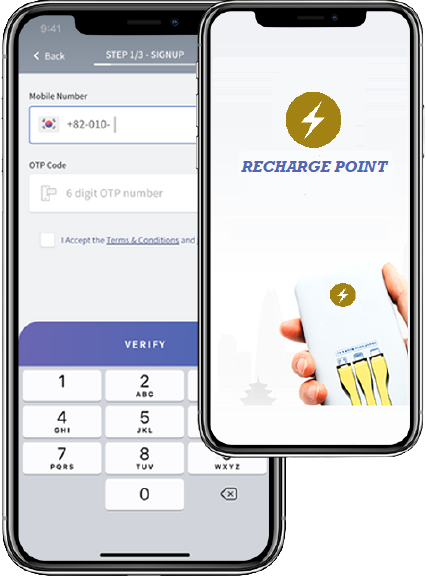 9:41
Back
STEP 1/3 - SIGNUP
Mobile Number
+82-010-
OTP Code
6 digit OTP number
I Accept the Terms & Conditions and
VERIFY
1
2
ABC
4
GHI
5
JKL
7
PQRS
8
TUV
WXYZ
0
RECHARGE POINT